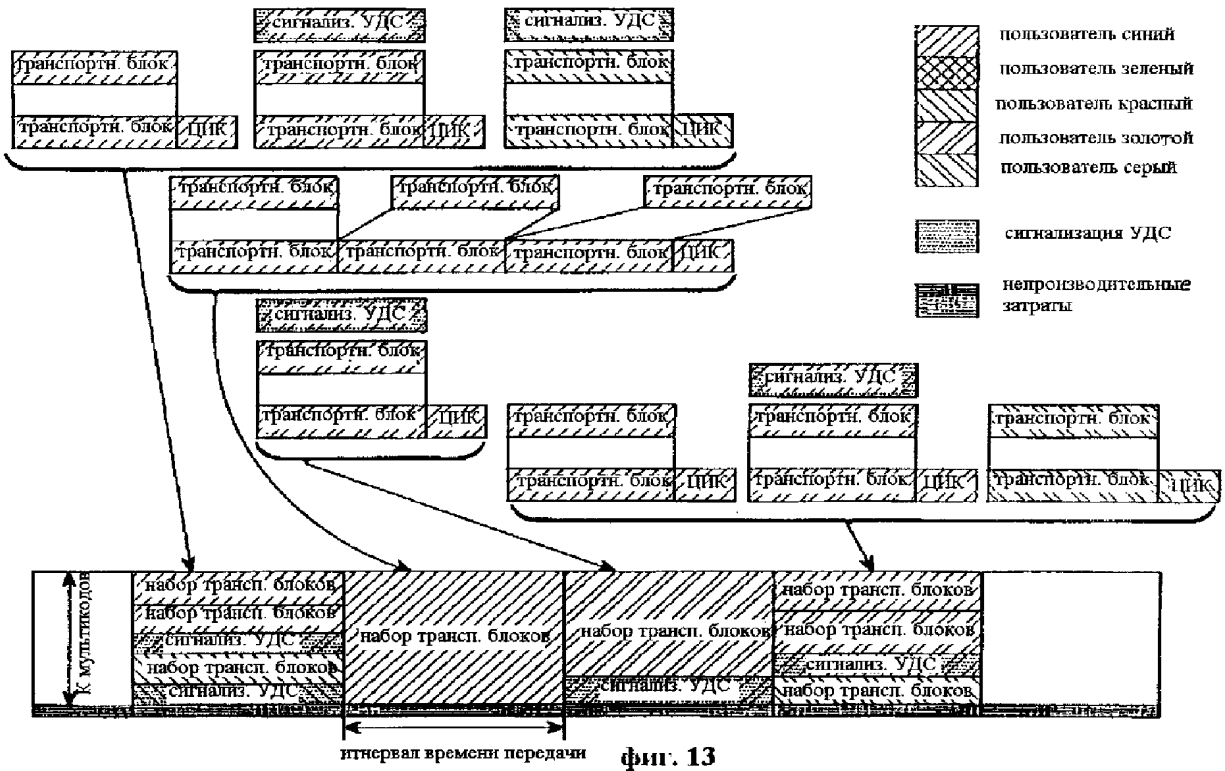 сигнализ. УДС
сигнализ. УДС
транспортн. блок
транспортн. блок
транспортн. блок
транспортн. блок
ЦИК
транспортн. блок
ЦИК
транспортн. блок
ЦИК
пользователь синий
пользователь зеленый
пользователь красный
пользователь золотой
пользователь серый
сигнализация УДС
непроизводительные
затраты
транспортн. блок
транспортн. блок
транспортн. блок
транспортн. блок
транспортн. блок
транспортн. блок
ЦИК
сигнализ. УДС
транспортн. блок
транспортн. блок
ЦИК
сигнализ. УДС
транспортн. блок
транспортн. блок
транспортн. блок
транспортн. блок
ЦИК
транспортн. блок
ЦИК
транспортн. блок
ЦИК
К мультикодов
набор трансп. блоков
набор трансп. блоков
сигнализ. УДС
набор трансп. блоков
сигнализ. УДС
набор трансп. блоков
набор трансп. блоков
сигнализ. УДС
набор трансп. блоков
набор трансп. блоков
сигнализ. УДС
набор трансп. блоков
итнервал времени передачи
фиг. 13